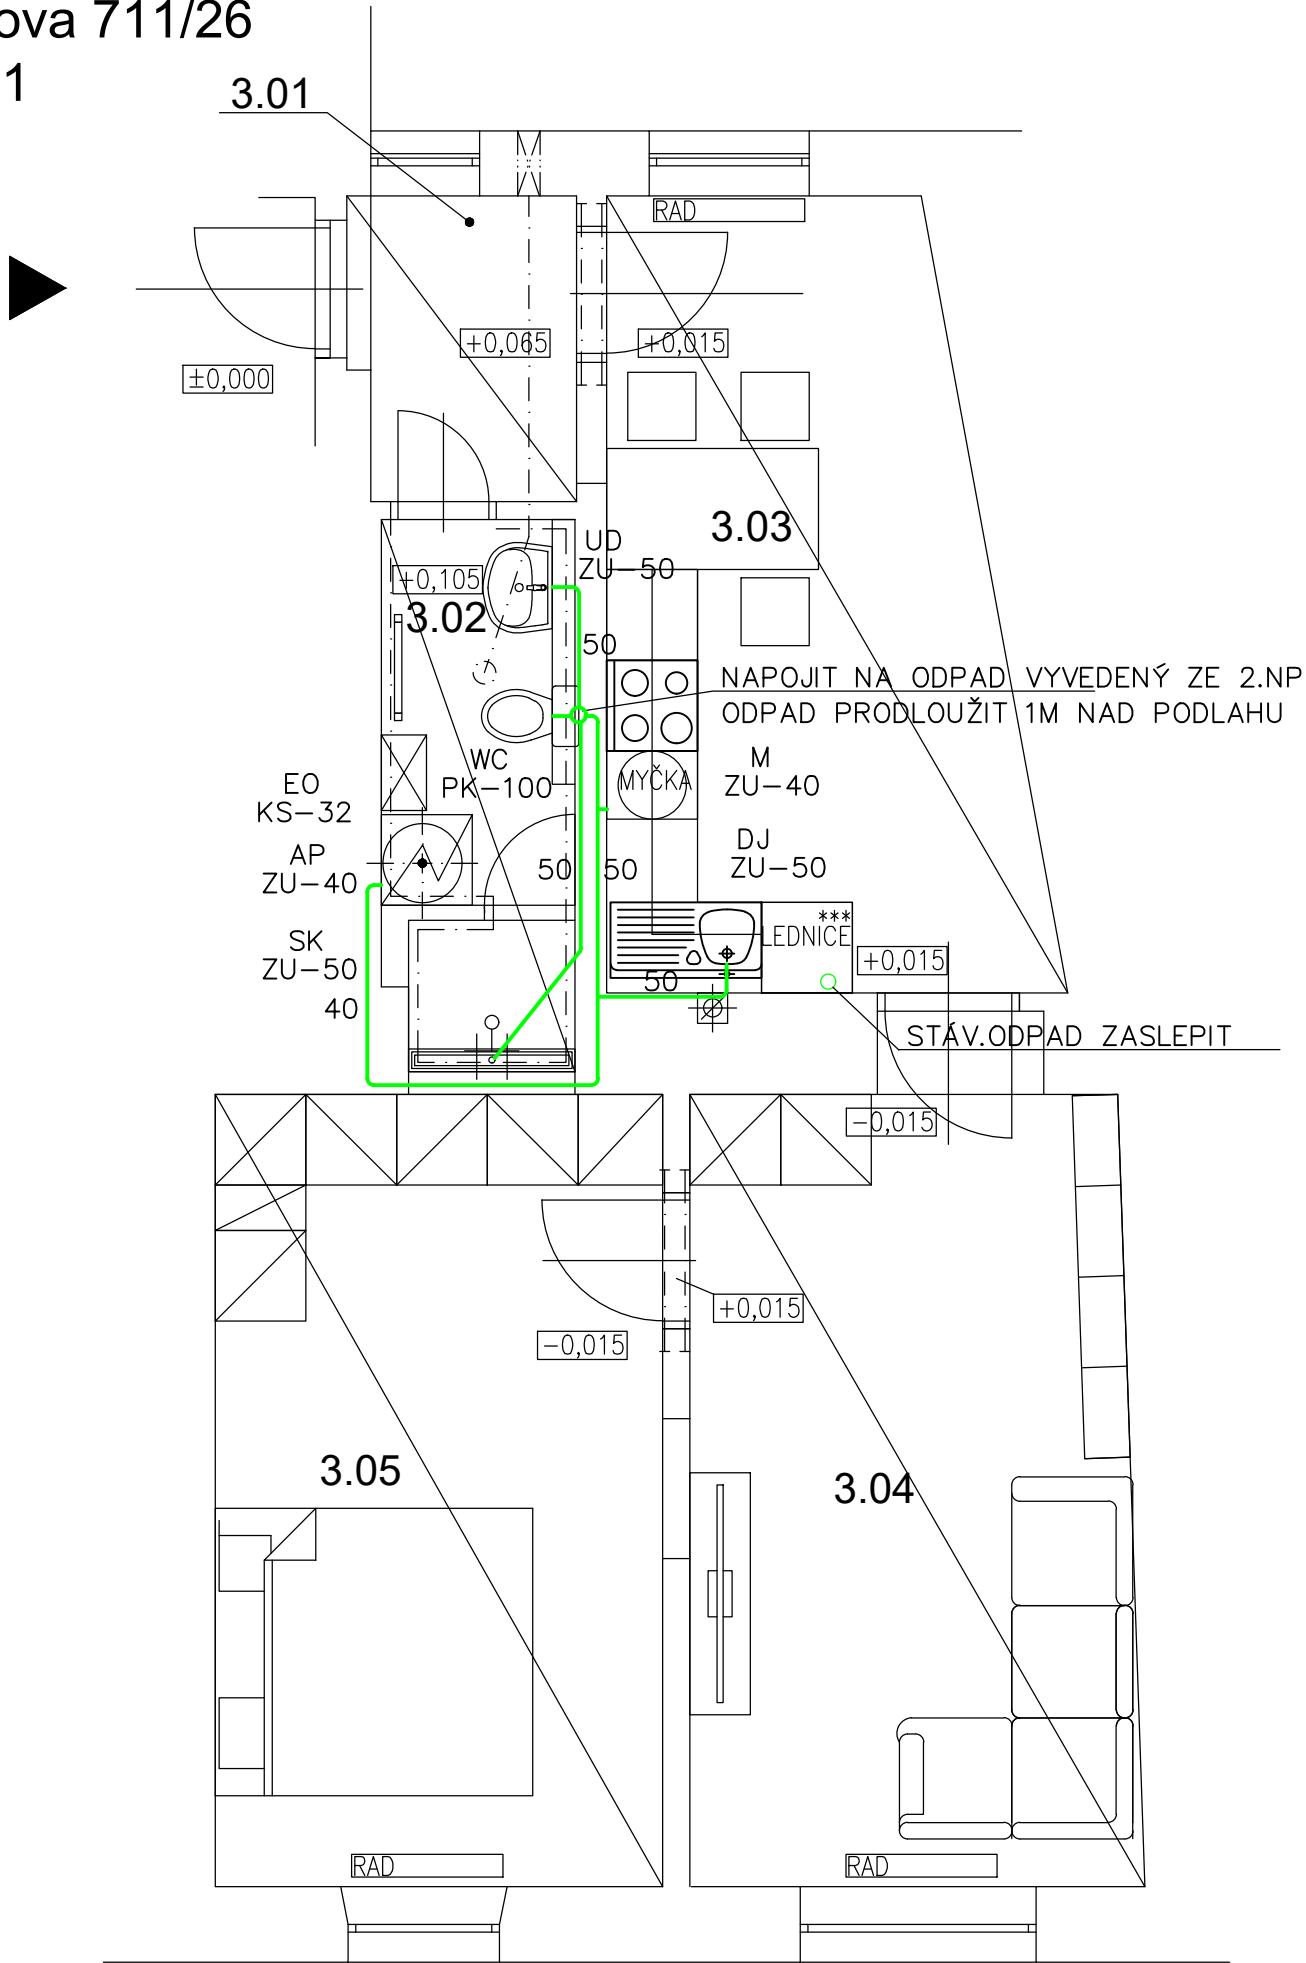 ova 711/26
1
3.01
RAD
+0,065
+0,015
±0,000
UD
ZU-50
3.03
+0,105
3.02
50
NAPOJIT NA ODPAD VYVEDENÝ ZE 2.NP
ODPAD PRODLOUŽIT 1M NAD PODLAHU
WC
PK-100
M
ZU-40
MYČKA
EO
KS-32
AP
ZU-40
50
50
DJ
ZU-50
SK
ZU-50
40
***
LEDNICE
50
+0,015
STÁV.ODPAD ZASLEPIT
-0,015
+0,015
-0,015
3.05
3.04
RAD
RAD